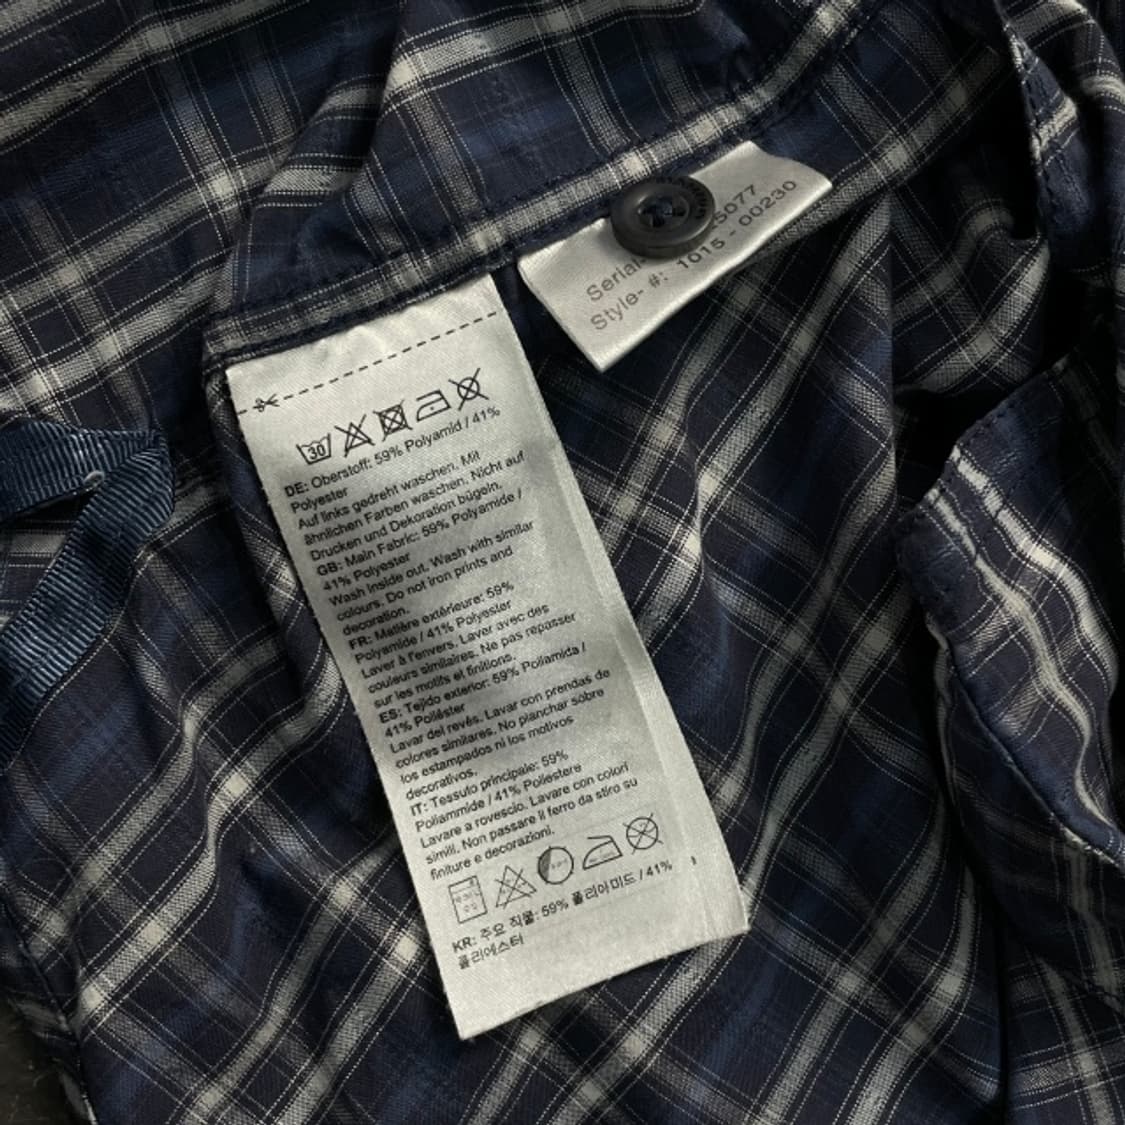 Serial-
5077
Style- #: 1015 - 00230
30
DE: Oberstoff: 59% Polyamid / 41%
Polyester
Auf links gedreht waschen. Mit
ähnlichen Farben waschen. Nicht auf
Drucken und Dekoration bügeln.
GB: Main Fabric: 59% Polyamide /
41% Polyester
Wash inside out. Wash with similar
colours. Do not iron prints and
decoration.
FR: Matière extérieure: 59%
Polyamide / 41% Polyester
Laver à l'envers. Laver avec des
couleurs similaires. Ne pas repasser
sur les motifs et finitions.
ES: Tejido exterior: 59% Poliamida /
41% Poliéster
Lavar del revés. Lavar con prendas de
colores similares. No planchar sobre
los estampados ni los motivos
decorativos.
IT: Tessuto principale: 59%
Poliammide / 41% Poliestere
Lavare a rovescio. Lavare con colori
simili. Non passare il ferro da stiro su
finiture e decorazioni.
KR: 주요 직물: 59% 폴리아미드 / 41%
폴리에스터